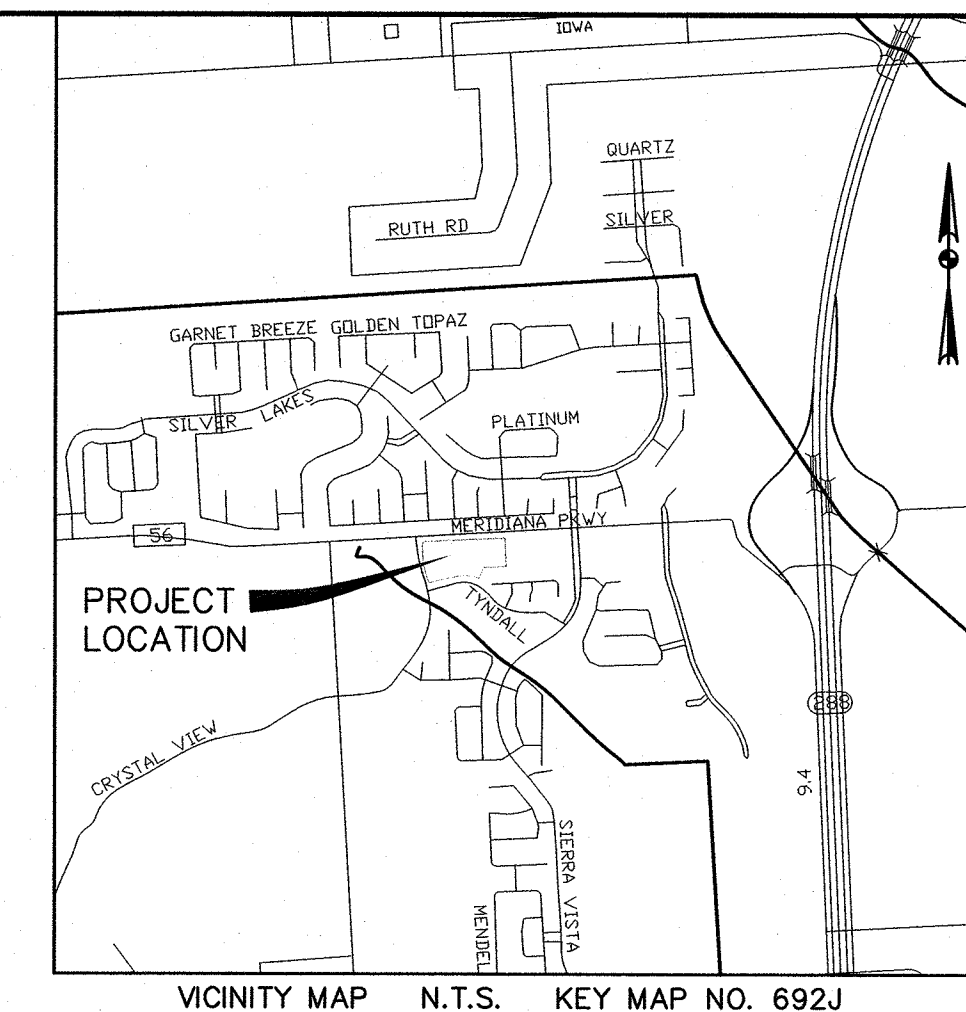 IOWA
QUARTZ
SILVER
RUTH RD
GARNET BREEZE GOLDEN TOPAZ
SILVER LAKES
PLATINUM
MERIDIANA PKWY
56
PROJECT
LOCATION
TYNDALL
288
CRYSTAL VIEW
9.4
SIERRA VISTA
MENDEL
VICINITY MAP N.T.S. KEY MAP NO. 692J